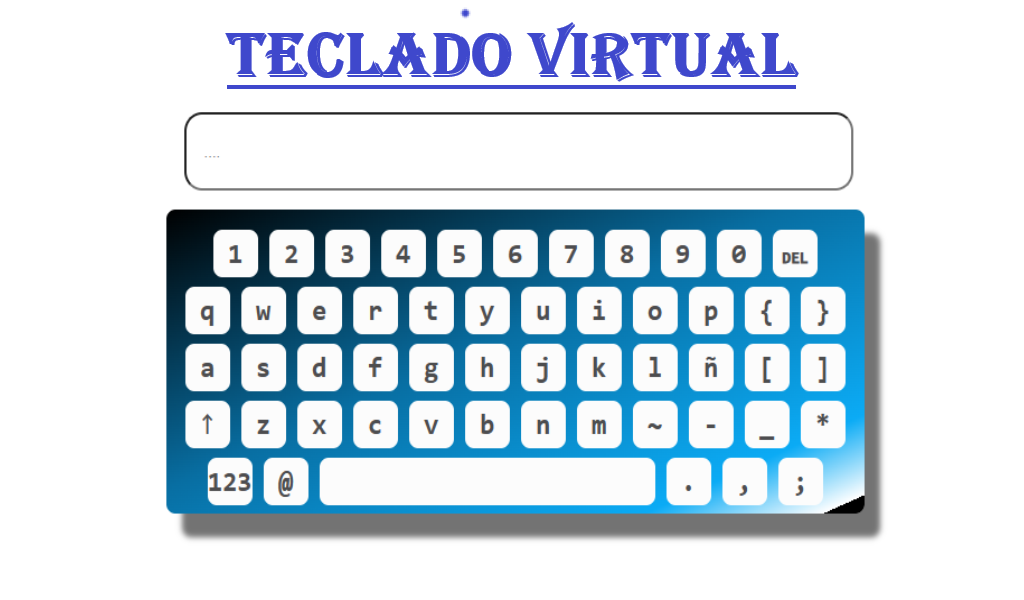 TECLADO VIRTUAL
....
1 2 3 4 5 6 7 8 9 0 DEL
q w e r t y u i o p { }
a s d f g h j k l ñ [ ]
↑ z x c v b n m ~ - _ *
123 @ . , ;